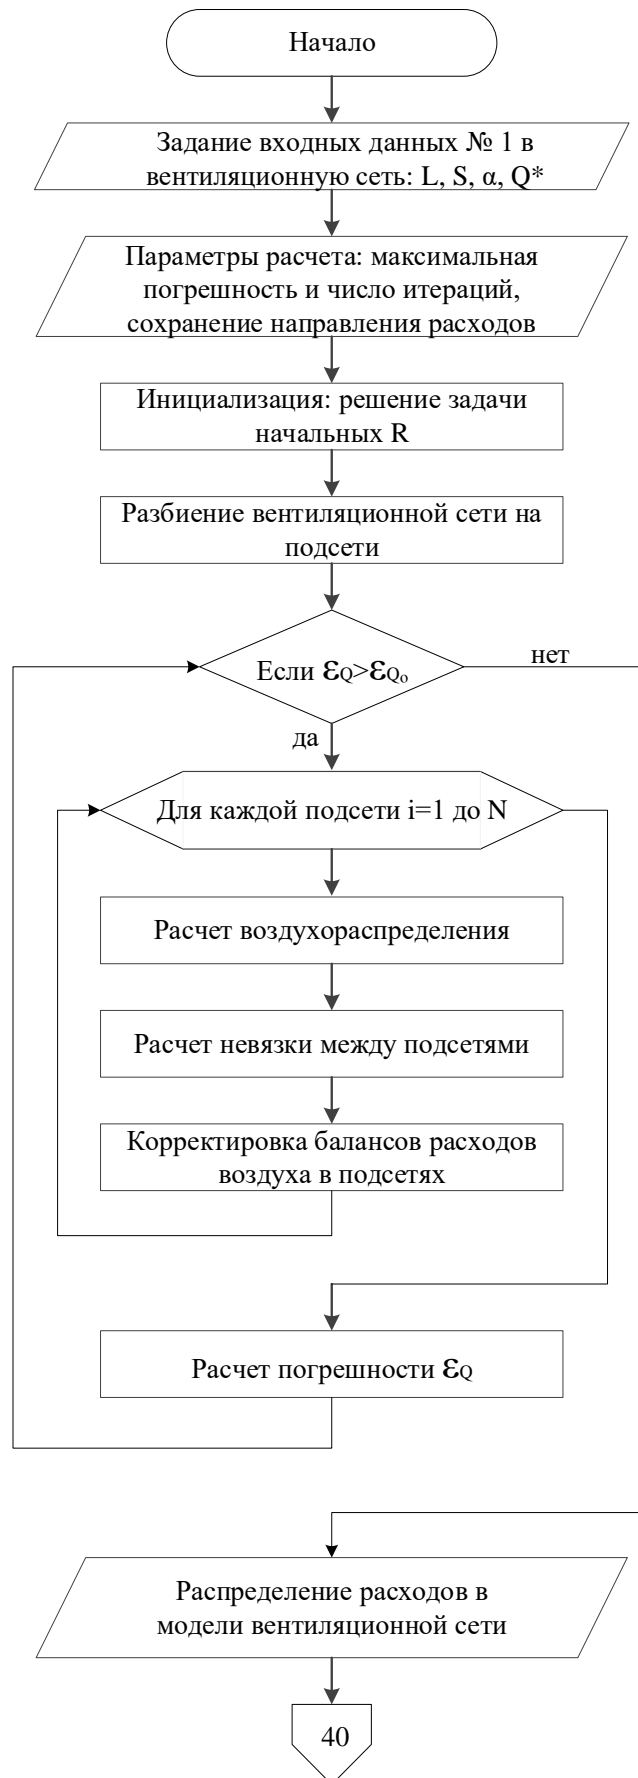 Начало
Задание входных данных № 1 в
вентиляционную сеть: L, S, α, Q*
Параметры расчета: максимальная
погрешность и число итераций,
сохранение направления расходов
Инициализация: решение задачи
начальных R
Разбиение вентиляционной сети на
подсети
Если εQ>εQo
нет
да
Для каждой подсети i=1 до N
Расчет воздухораспределения
Расчет невязки между подсетями
Корректировка балансов расходов
воздуха в подсетях
Расчет погрешности εQ
Распределение расходов в
модели вентиляционной сети
40